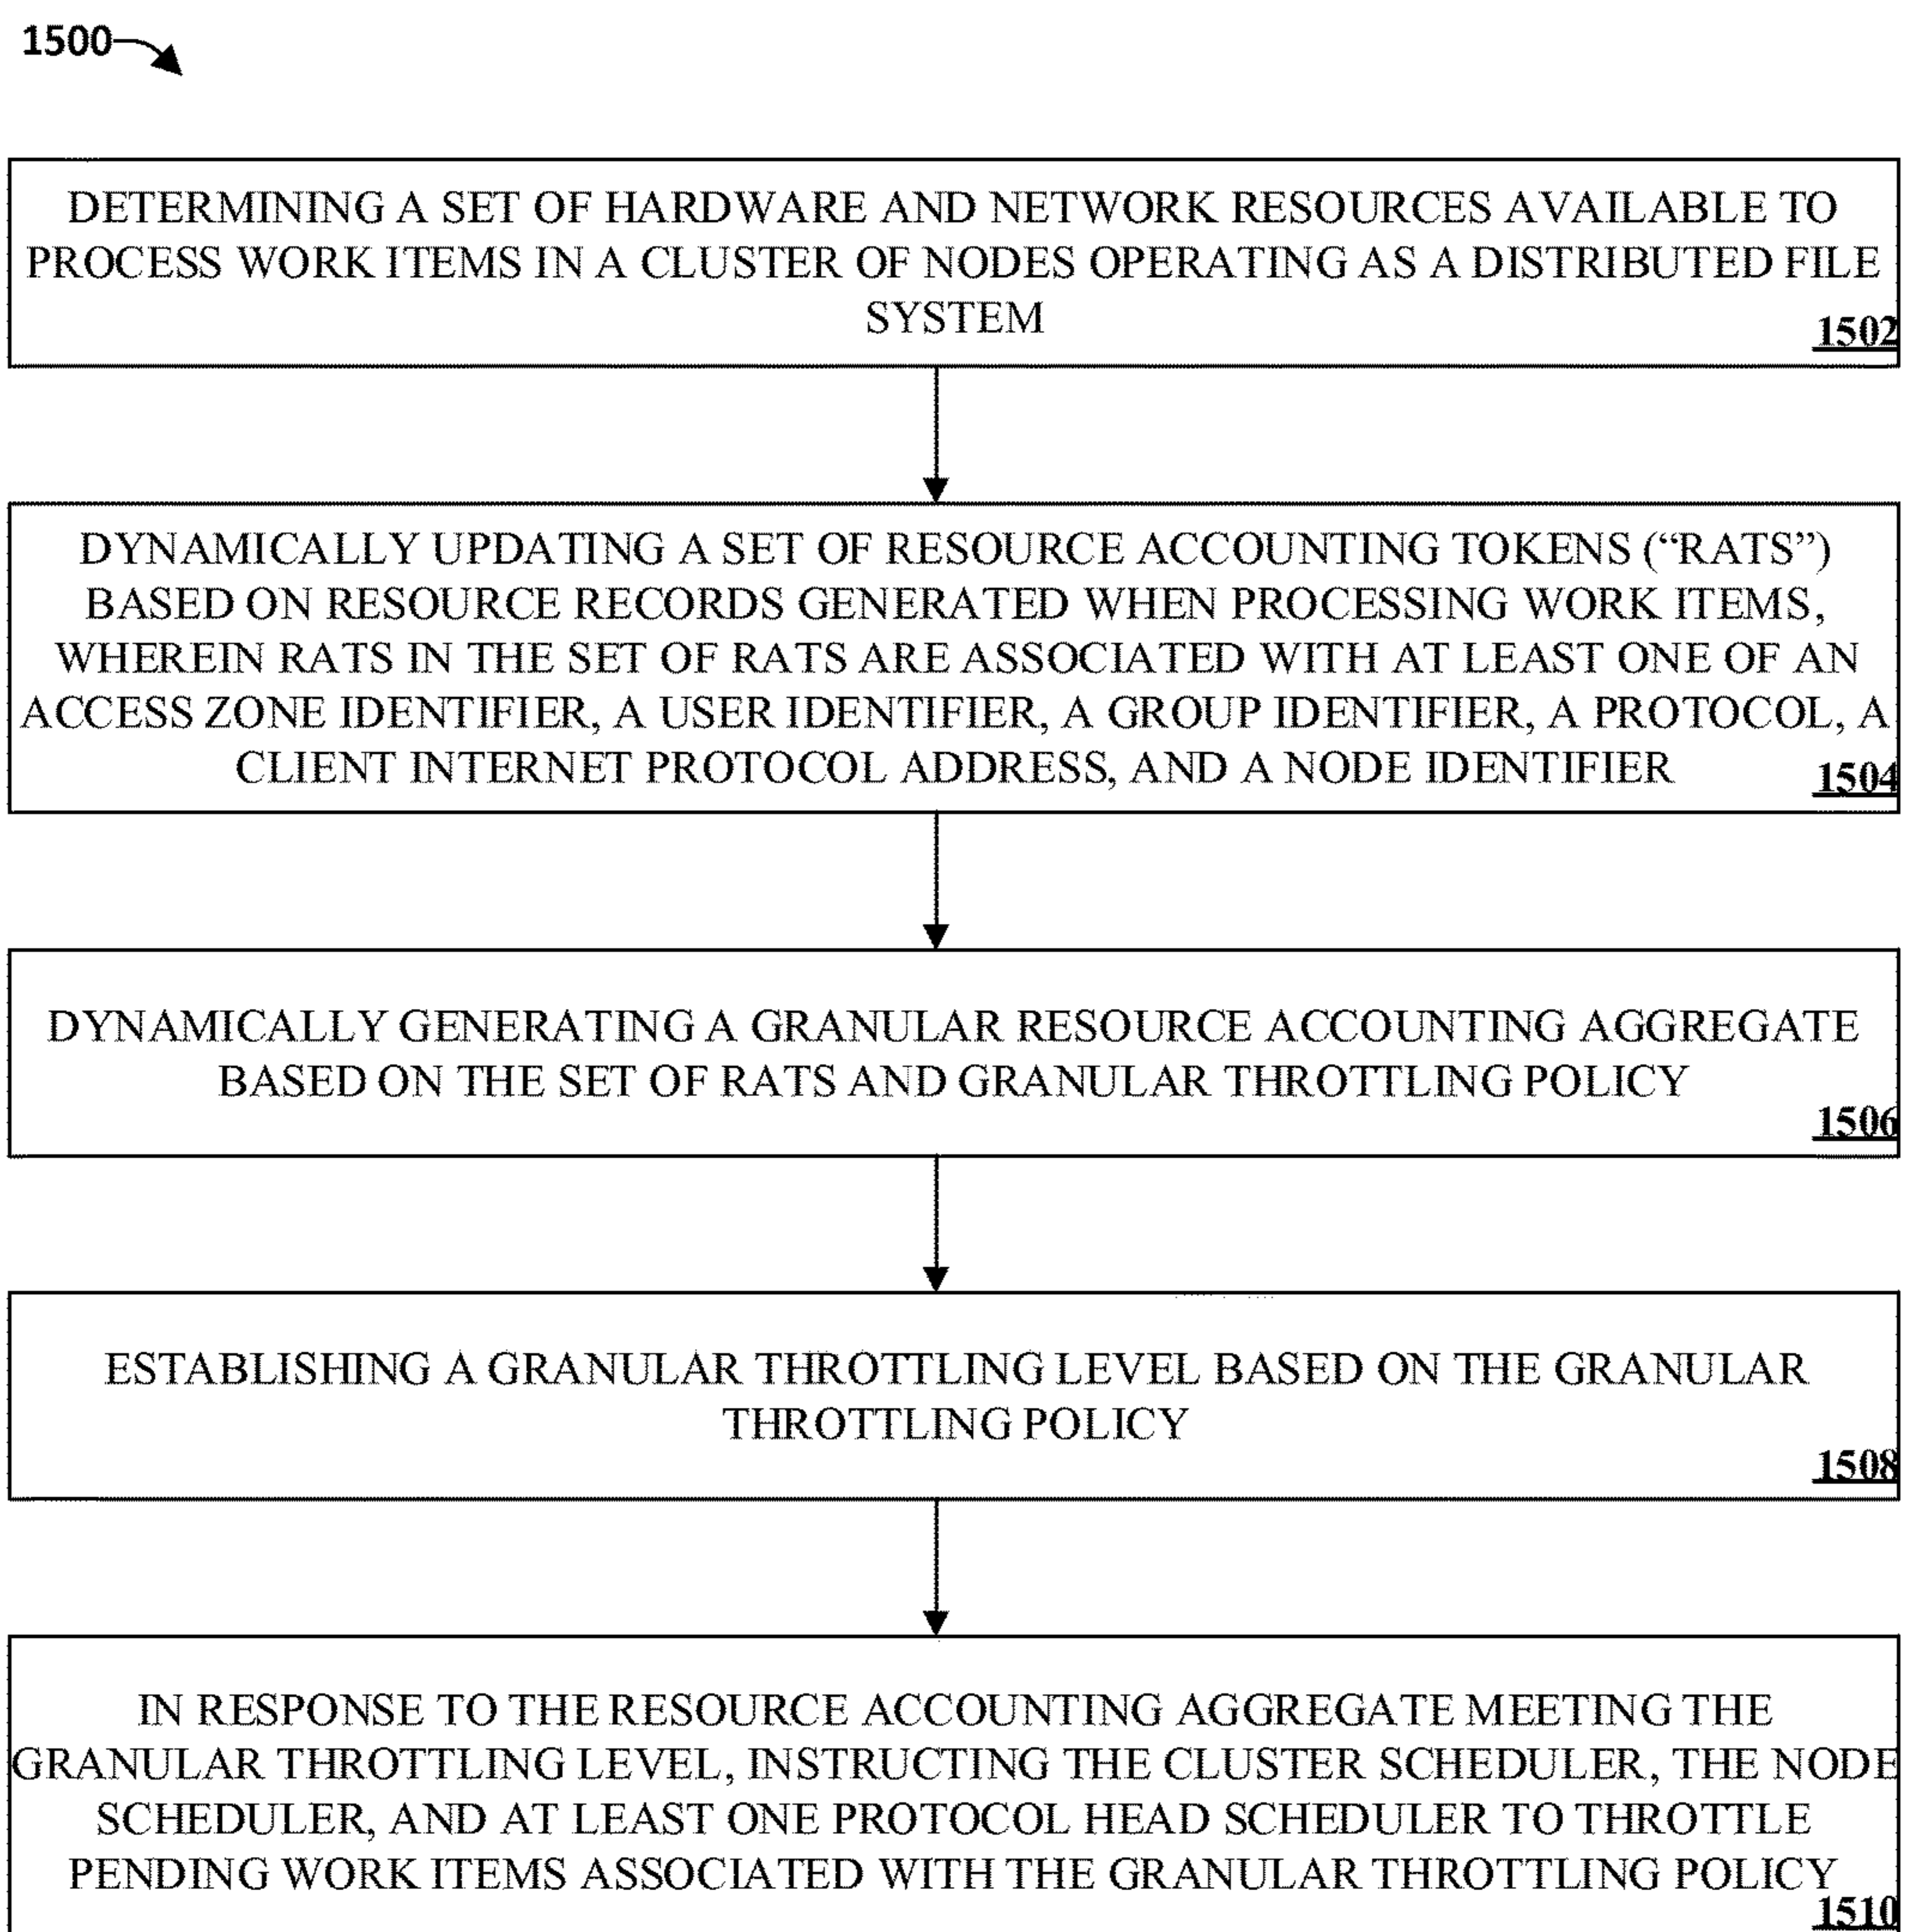 1500
DETERMINING A SET OF HARDWARE AND NETWORK RESOURCES AVAILABLE TO
PROCESS WORK ITEMS IN A CLUSTER OF NODES OPERATING AS A DISTRIBUTED FILE
SYSTEM
1502
DYNAMICALLY UPDATING A SET OF RESOURCE ACCOUNTING TOKENS (“RATS”)
BASED ON RESOURCE RECORDS GENERATED WHEN PROCESSING WORK ITEMS,
WHEREIN RATS IN THE SET OF RATS ARE ASSOCIATED WITH AT LEAST ONE OF AN
ACCESS ZONE IDENTIFIER, A USER IDENTIFIER, A GROUP IDENTIFIER, A PROTOCOL, A
CLIENT INTERNET PROTOCOL ADDRESS, AND A NODE IDENTIFIER
1504
DYNAMICALLY GENERATING A GRANULAR RESOURCE ACCOUNTING AGGREGATE
BASED ON THE SET OF RATS AND GRANULAR THROTTLING POLICY
1506
ESTABLISHING A GRANULAR THROTTLING LEVEL BASED ON THE GRANULAR
THROTTLING POLICY
1508
IN RESPONSE TO THE RESOURCE ACCOUNTING AGGREGATE MEETING THE
GRANULAR THROTTLING LEVEL, INSTRUCTING THE CLUSTER SCHEDULER, THE NODE
SCHEDULER, AND AT LEAST ONE PROTOCOL HEAD SCHEDULER TO THROTTLE
PENDING WORK ITEMS ASSOCIATED WITH THE GRANULAR THROTTLING POLICY
1510